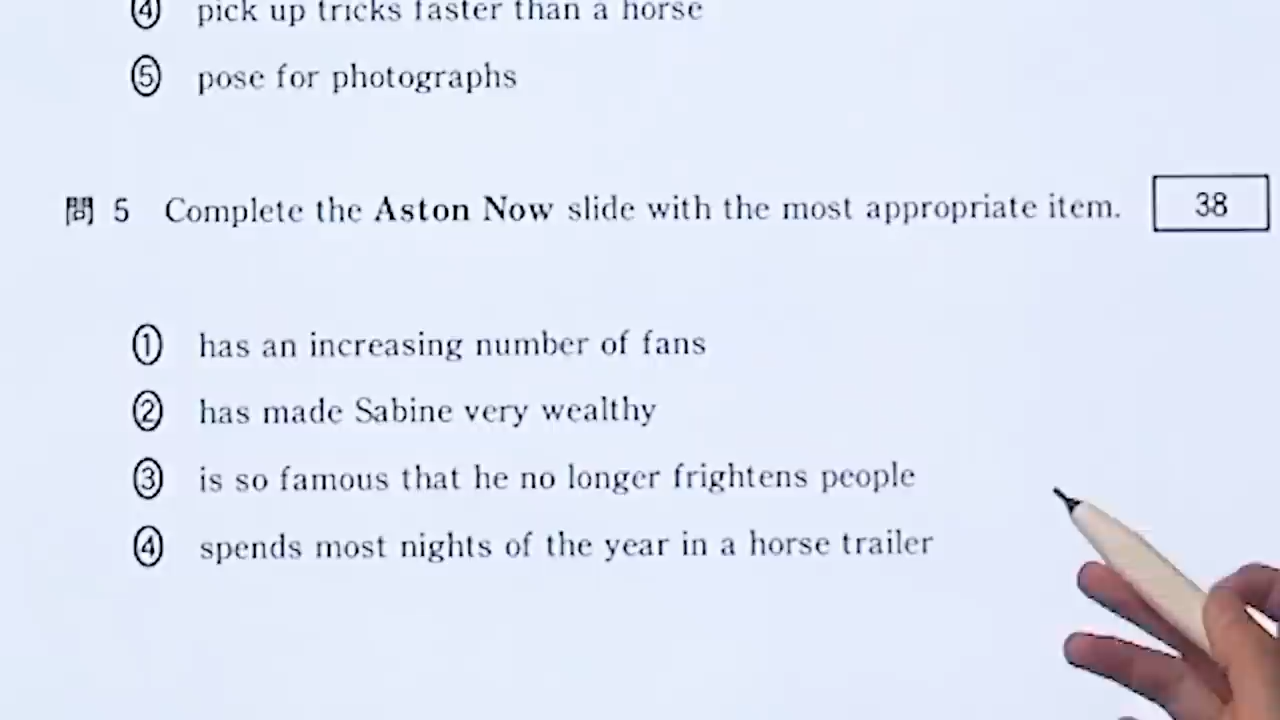 ④ pick up tricks faster than a horse
⑤ pose for photographs
問 5 Complete the Aston Now slide with the most appropriate item. 38
① has an increasing number of fans
② has made Sabine very wealthy
③ is so famous that he no longer frightens people
④ spends most nights of the year in a horse trailer